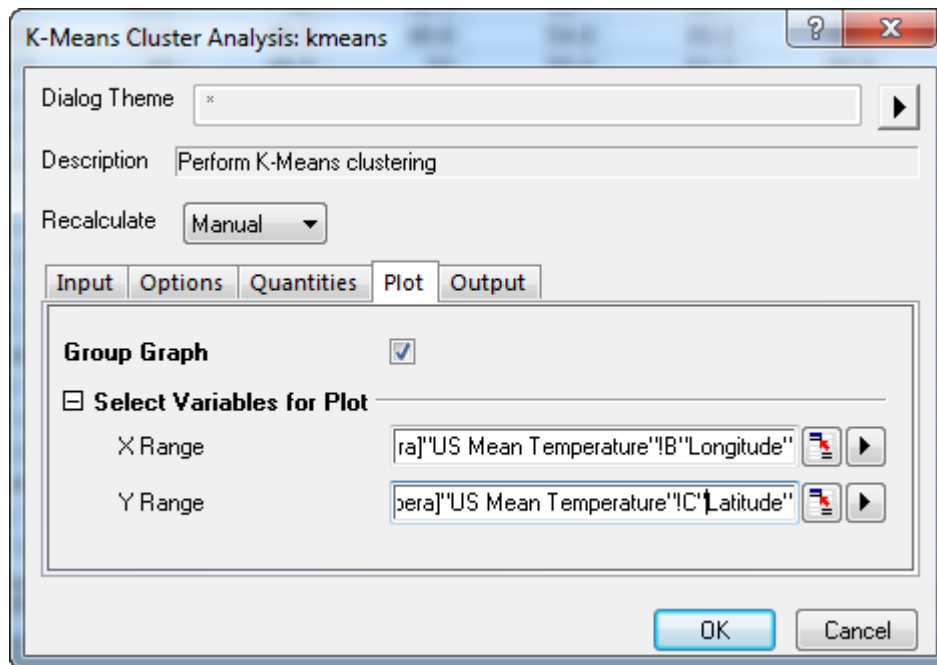 K-Means Cluster Analysis: kmeans
Dialog Theme *
Description Perform K-Means clustering
Recalculate Manual
Input Options Quantities Plot Output
Group Graph
Select Variables for Plot
X Range ra]"US Mean Temperature"!B"Longitude"
Y Range pera]"US Mean Temperature"!C"Latitude"
OK Cancel